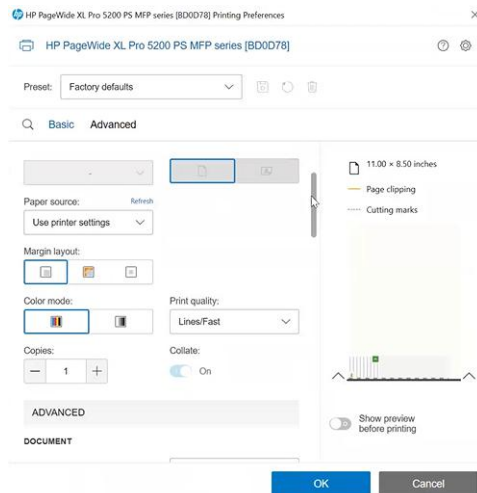 HP PageWide XL Pro 5200 PS MFP series [BD0D78] Printing Preferences
HP PageWide XL Pro 5200 PS MFP series [BD0D78]
Preset: Factory defaults
Basic Advanced
11.00 × 8.50 inches
Page clipping
Cutting marks
Paper source: Refresh
Use printer settings
Margin layout:
Color mode: Print quality:
Lines/Fast
Copies: Collate:
1 On
ADVANCED
DOCUMENT
Show preview
before printing
OK Cancel